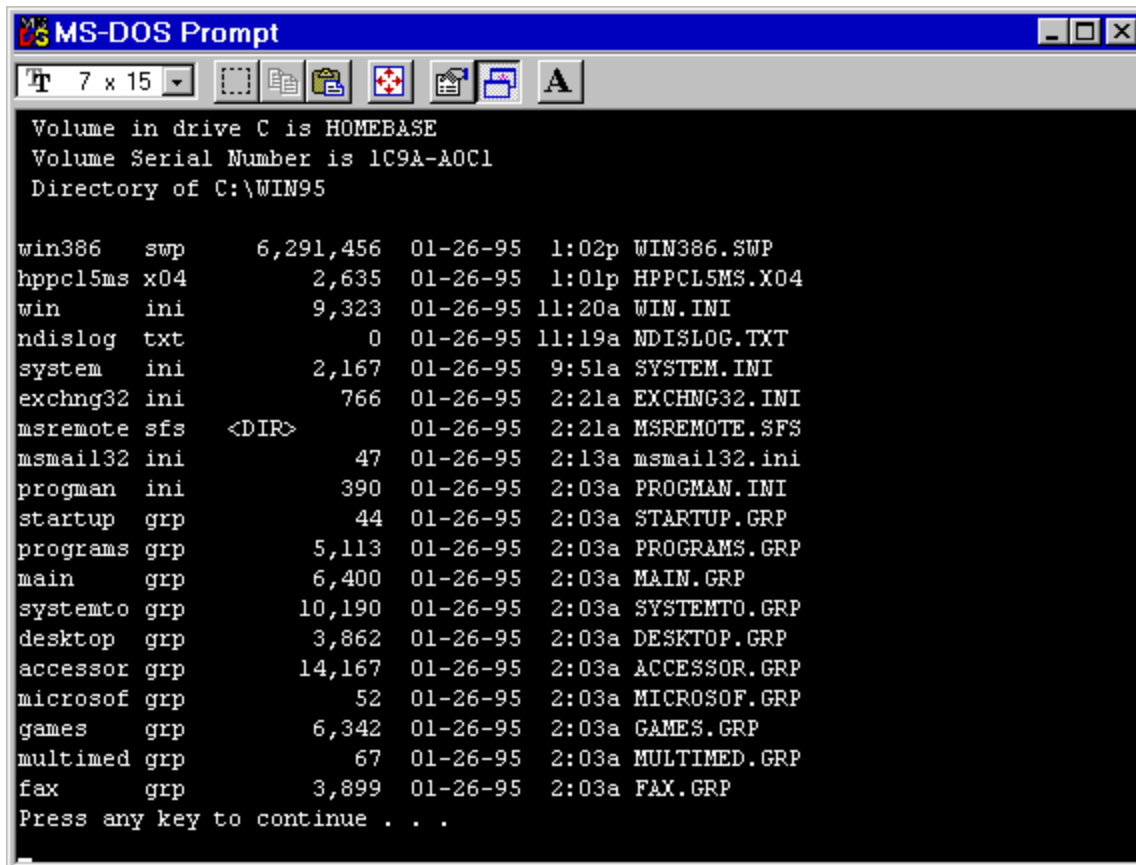 MS-DOS Prompt
7 x 15
A
Volume in drive C is HOMEBASE
Volume Serial Number is 1C9A-A0C1
Directory of C:\WIN95
win386 swp 6,291,456 01-26-95 1:02p WIN386.SWP
hppcl5ms x04 2,635 01-26-95 1:01p HPPCL5MS.X04
win ini 9,323 01-26-95 11:20a WIN.INI
ndislog txt 0 01-26-95 11:19a NDISLOG.TXT
system ini 2,167 01-26-95 9:51a SYSTEM.INI
exchng32 ini 766 01-26-95 2:21a EXCHNG32.INI
msremote sfs <DIR> 01-26-95 2:21a MSREMOTE.SFS
msmail32 ini 47 01-26-95 2:13a msmail32.ini
progman ini 390 01-26-95 2:03a PROGMAN.INI
startup grp 44 01-26-95 2:03a STARTUP.GRP
programs grp 5,113 01-26-95 2:03a PROGRAMS.GRP
main grp 6,400 01-26-95 2:03a MAIN.GRP
systemto grp 10,190 01-26-95 2:03a SYSTEMTO.GRP
desktop grp 3,862 01-26-95 2:03a DESKTOP.GRP
accessor grp 14,167 01-26-95 2:03a ACCESSOR.GRP
microsof grp 52 01-26-95 2:03a MICROSOF.GRP
games grp 6,342 01-26-95 2:03a GAMES.GRP
multimed grp 67 01-26-95 2:03a MULTIMED.GRP
fax grp 3,899 01-26-95 2:03a FAX.GRP
Press any key to continue . . .